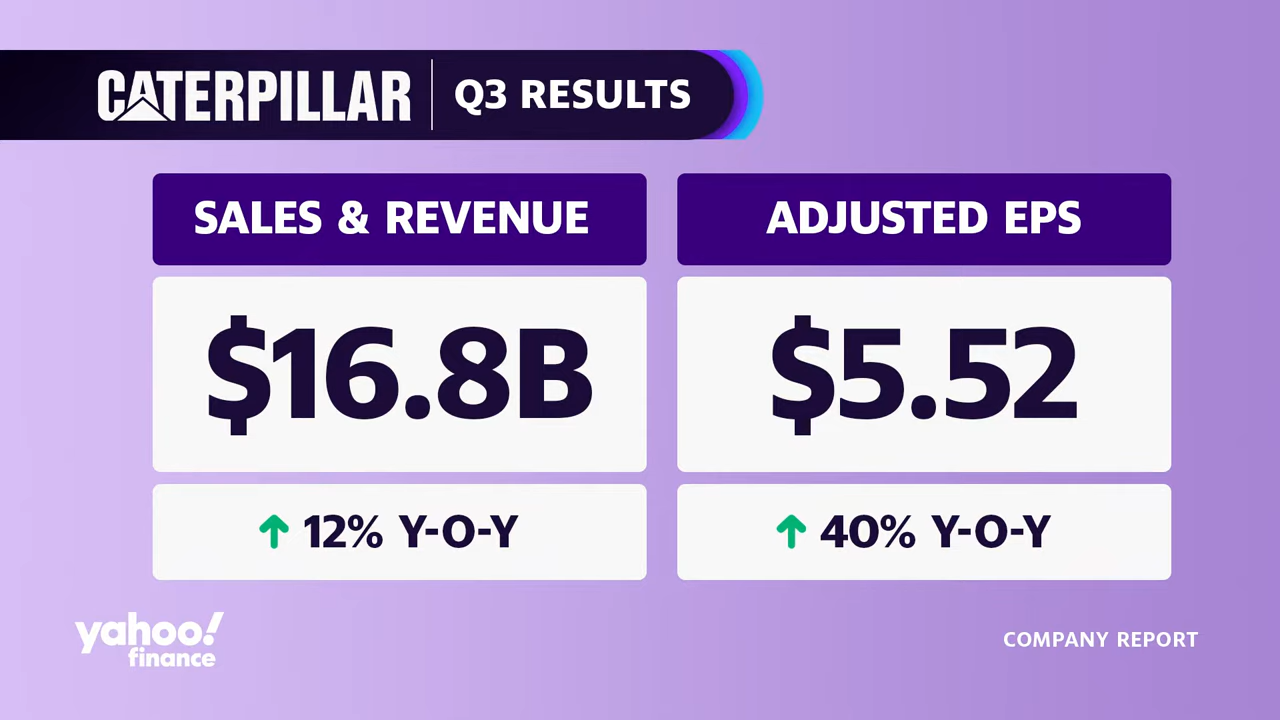 CATERPILLAR
Q3 RESULTS
SALES & REVENUE
ADJUSTED EPS
$16.8B
$5.52
12% Y-O-Y
40% Y-O-Y
yahoo!
finance
COMPANY REPORT